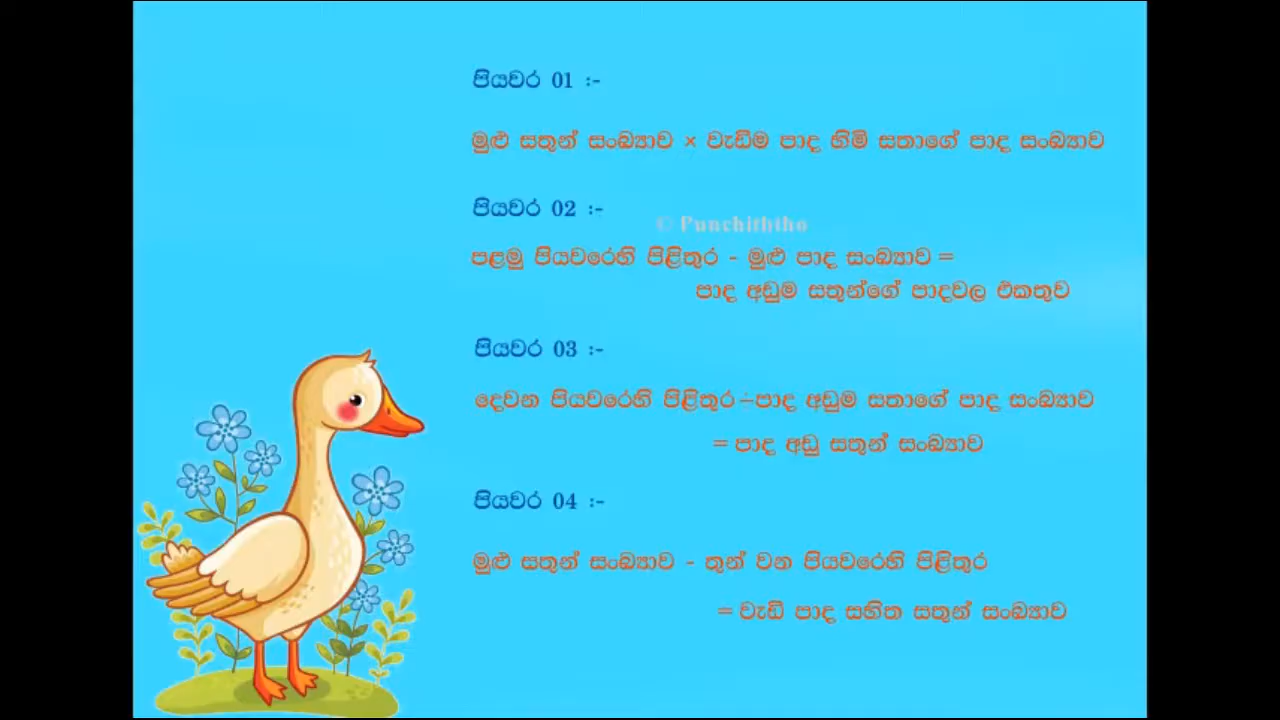 පියවර 01 :-
මුළු සතුන් සංඛ්‍යාව × වැඩිම පාද හිමි සතාගේ පාද සංඛ්‍යාව
පියවර 02 :-
© Punchiththo
පළමු පියවරෙහි පිළිතුර - මුළු පාද සංඛ්‍යාව =
පාද අඩුම සතුන්ගේ පාදවල එකතුව
පියවර 03 :-
දෙවන පියවරෙහි පිළිතුර ÷ පාද අඩුම සතාගේ පාද සංඛ්‍යාව
= පාද අඩු සතුන් සංඛ්‍යාව
පියවර 04 :-
මුළු සතුන් සංඛ්‍යාව - තුන් වන පියවරෙහි පිළිතුර
= වැඩි පාද සහිත සතුන් සංඛ්‍යාව